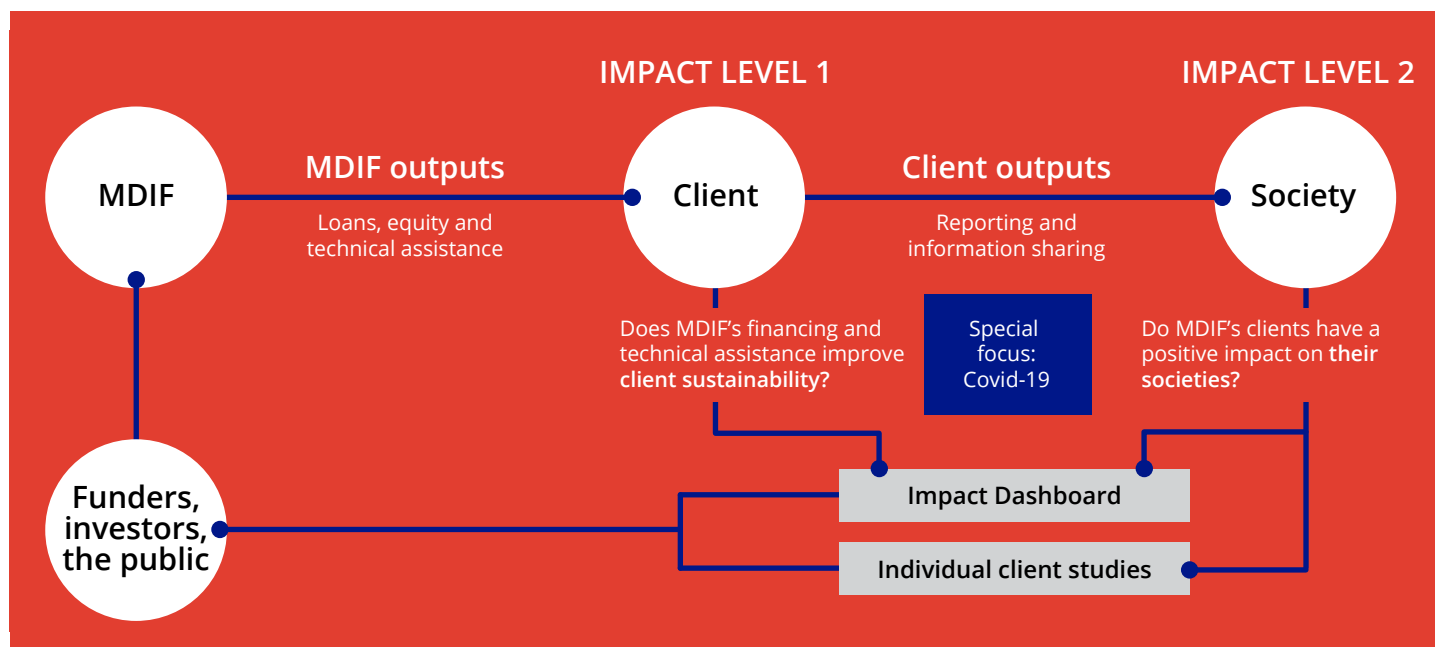 IMPACT LEVEL 1
IMPACT LEVEL 2
MDIF
MDIF outputs
Loans, equity and
technical assistance
Client
Client outputs
Reporting and
information sharing
Society
Does MDIF’s financing and
technical assistance improve
client sustainability?
Special
focus:
Covid-19
Do MDIF’s clients have a
positive impact on their
societies?
Funders,
investors,
the public
Impact Dashboard
Individual client studies